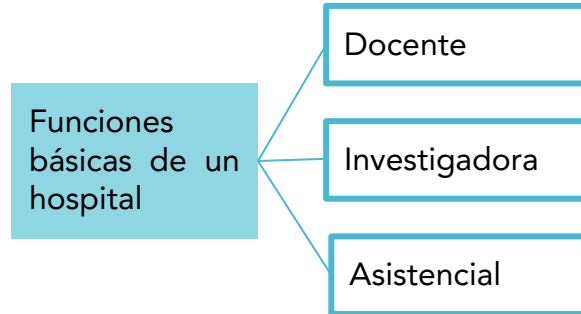 Funciones
básicas de un
hospital
Docente
Investigadora
Asistencial